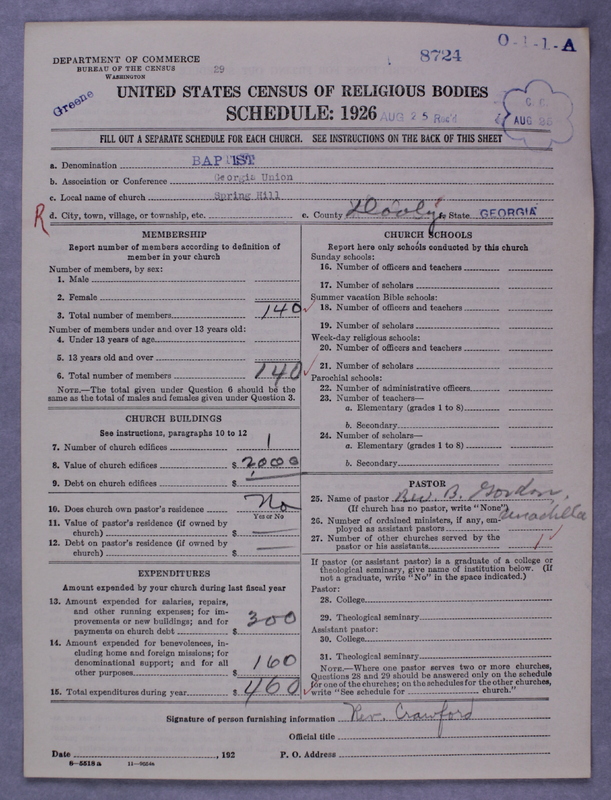 DEPARTMENT OF COMMERCE
BUREAU OF THE CENSUS
WASHINGTON
29
8724
O-1-1-A
Greene
UNITED STATES CENSUS OF RELIGIOUS BODIES
SCHEDULE: 1926
AUG 25 Rec'd
AUG 25
FILL OUT A SEPARATE SCHEDULE FOR EACH CHURCH. SEE INSTRUCTIONS ON THE BACK OF THIS SHEET
a. Denomination BAPTIST
b. Association or Conference Georgia Union
c. Local name of church Spring Hill
R d. City, town, village, or township, etc. e. County Dooly f. State GEORGIA
MEMBERSHIP
Report number of members according to definition of member in your church
Number of members, by sex:
1. Male
2. Female
3. Total number of members 140
Number of members under and over 13 years old:
4. Under 13 years of age
5. 13 years old and over
6. Total number of members 140
NOTE.—The total given under Question 6 should be the
same as the total of males and females given under Question 3.
CHURCH BUILDINGS
See instructions, paragraphs 10 to 12
7. Number of church edifices 1
8. Value of church edifices $ 2000
9. Debt on church edifices $
10. Does church own pastor's residence No
Yes or No
11. Value of pastor's residence (if owned by
church) $ —
12. Debt on pastor's residence (if owned by
church) $ —
EXPENDITURES
Amount expended by your church during last fiscal year
13. Amount expended for salaries, repairs,
and other running expenses; for im-
provements or new buildings; and for
payments on church debt $ 300
14. Amount expended for benevolences, in-
cluding home and foreign missions; for
denominational support; and for all
other purposes $ 160
15. Total expenditures during year $ 460
CHURCH SCHOOLS
Report here only schools conducted by this church
Sunday schools:
16. Number of officers and teachers
17. Number of scholars
Summer vacation Bible schools:
18. Number of officers and teachers
19. Number of scholars
Week-day religious schools:
20. Number of officers and teachers
21. Number of scholars
Parochial schools:
22. Number of administrative officers
23. Number of teachers—
a. Elementary (grades 1 to 8)
b. Secondary
24. Number of scholars—
a. Elementary (grades 1 to 8)
b. Secondary
PASTOR
25. Name of pastor Rev. B. Gordon,
(If church has no pastor, write "None") Unadilla
26. Number of ordained ministers, if any, em-
ployed as assistant pastors
27. Number of other churches served by the
pastor or his assistants 1
If pastor (or assistant pastor) is a graduate of a college or
theological seminary, give name of institution below. (If
not a graduate, write "No" in the space indicated.)
Pastor:
28. College
29. Theological seminary
Assistant pastor:
30. College
31. Theological seminary
NOTE.—Where one pastor serves two or more churches,
Questions 28 and 29 should be answered only on the schedule
for one of the churches; on the schedules for the other churches,
write "See schedule for church."
Signature of person furnishing information Rev. Crawford
Official title
Date , 192 P. O. Address
8-5518 a